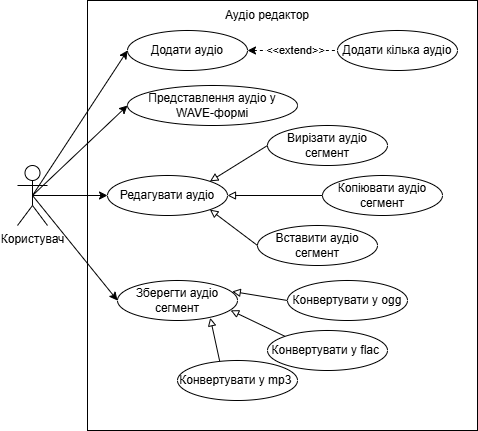 Аудіо редактор
Додати аудіо
<<extend>>
Додати кілька аудіо
Представлення аудіо у
WAVE-формі
Вирізати аудіо
сегмент
Редагувати аудіо
Копіювати аудіо
сегмент
Користувач
Вставити аудіо
сегмент
Зберегти аудіо
сегмент
Конвертувати у ogg
Конвертувати у flac
Конвертувати у mp3